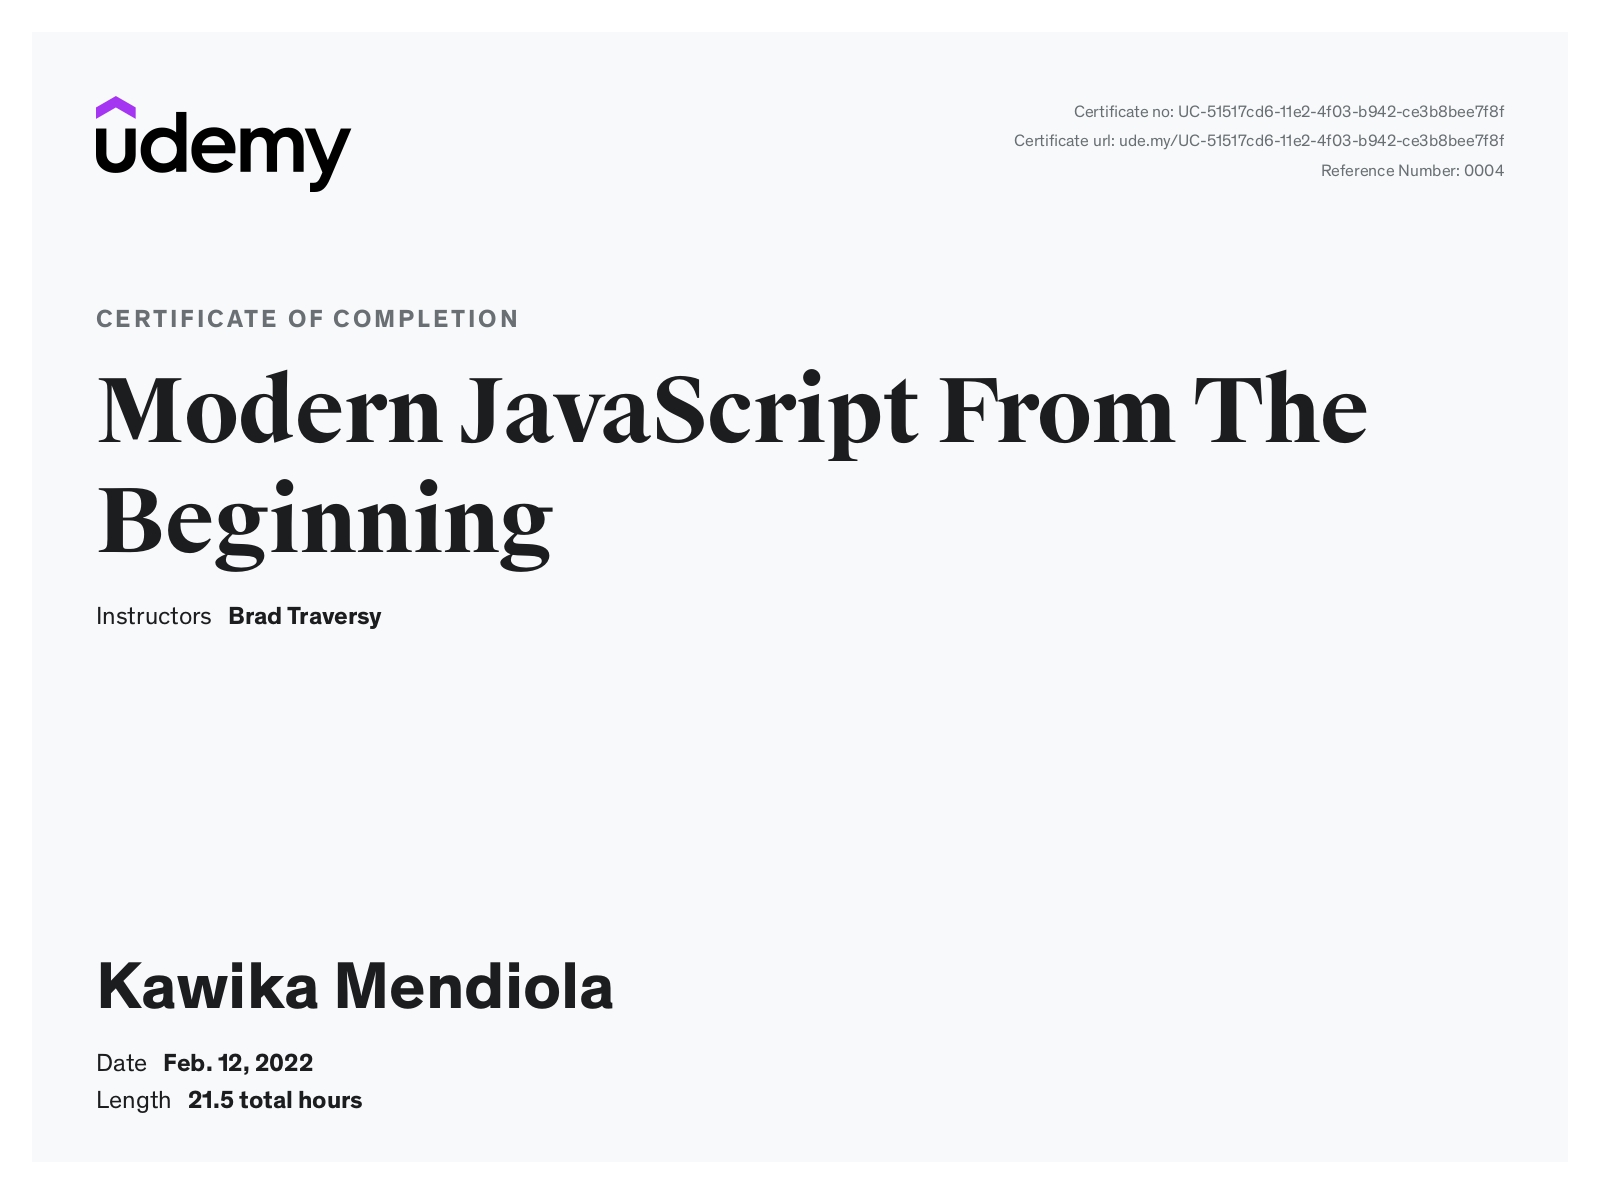 udemy
Certificate no: UC-51517cd6-11e2-4f03-b942-ce3b8bee7f8f
Certificate url: ude.my/UC-51517cd6-11e2-4f03-b942-ce3b8bee7f8f
Reference Number: 0004
CERTIFICATE OF COMPLETION
Modern JavaScript From The
Beginning
Instructors Brad Traversy
Kawika Mendiola
Date Feb. 12, 2022
Length 21.5 total hours